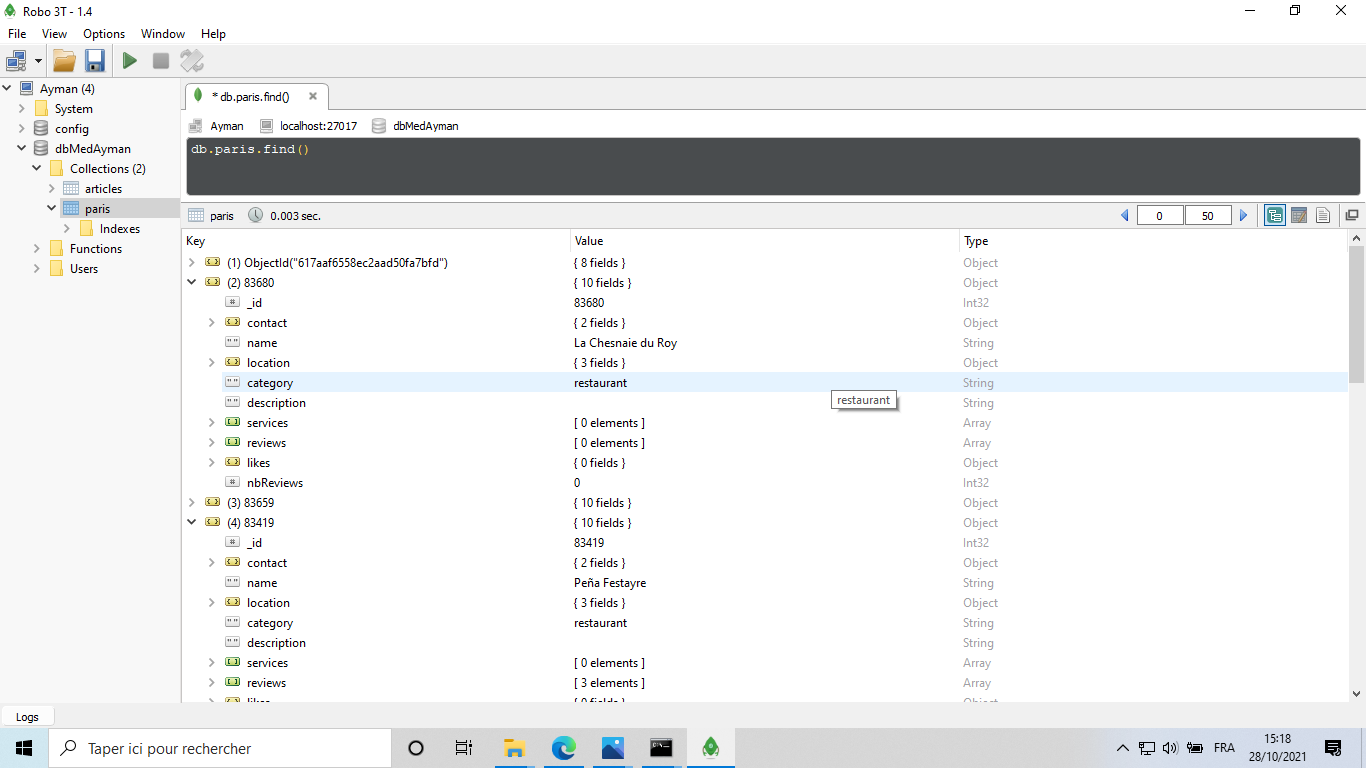 Robo 3T - 1.4
File View Options Window Help
Ayman (4)
System
config
dbMedAyman
Collections (2)
articles
paris
Indexes
Functions
Users
* db.paris.find()
Ayman localhost:27017 dbMedAyman
db.paris.find()
paris 0.003 sec. 0 50
Key Value Type
(1) ObjectId("617aaf6558ec2aad50fa7bfd") { 8 fields } Object
(2) 83680 { 10 fields } Object
_id 83680 Int32
contact { 2 fields } Object
name La Chesnaie du Roy String
location { 3 fields } Object
category restaurant String
restaurant
description String
services [ 0 elements ] Array
reviews [ 0 elements ] Array
likes { 0 fields } Object
nbReviews 0 Int32
(3) 83659 { 10 fields } Object
(4) 83419 { 10 fields } Object
_id 83419 Int32
contact { 2 fields } Object
name Peña Festayre String
location { 3 fields } Object
category restaurant String
description String
services [ 0 elements ] Array
reviews [ 3 elements ] Array
likes { 0 fields } Object
Logs
Taper ici pour rechercher
FRA
15:18
28/10/2021